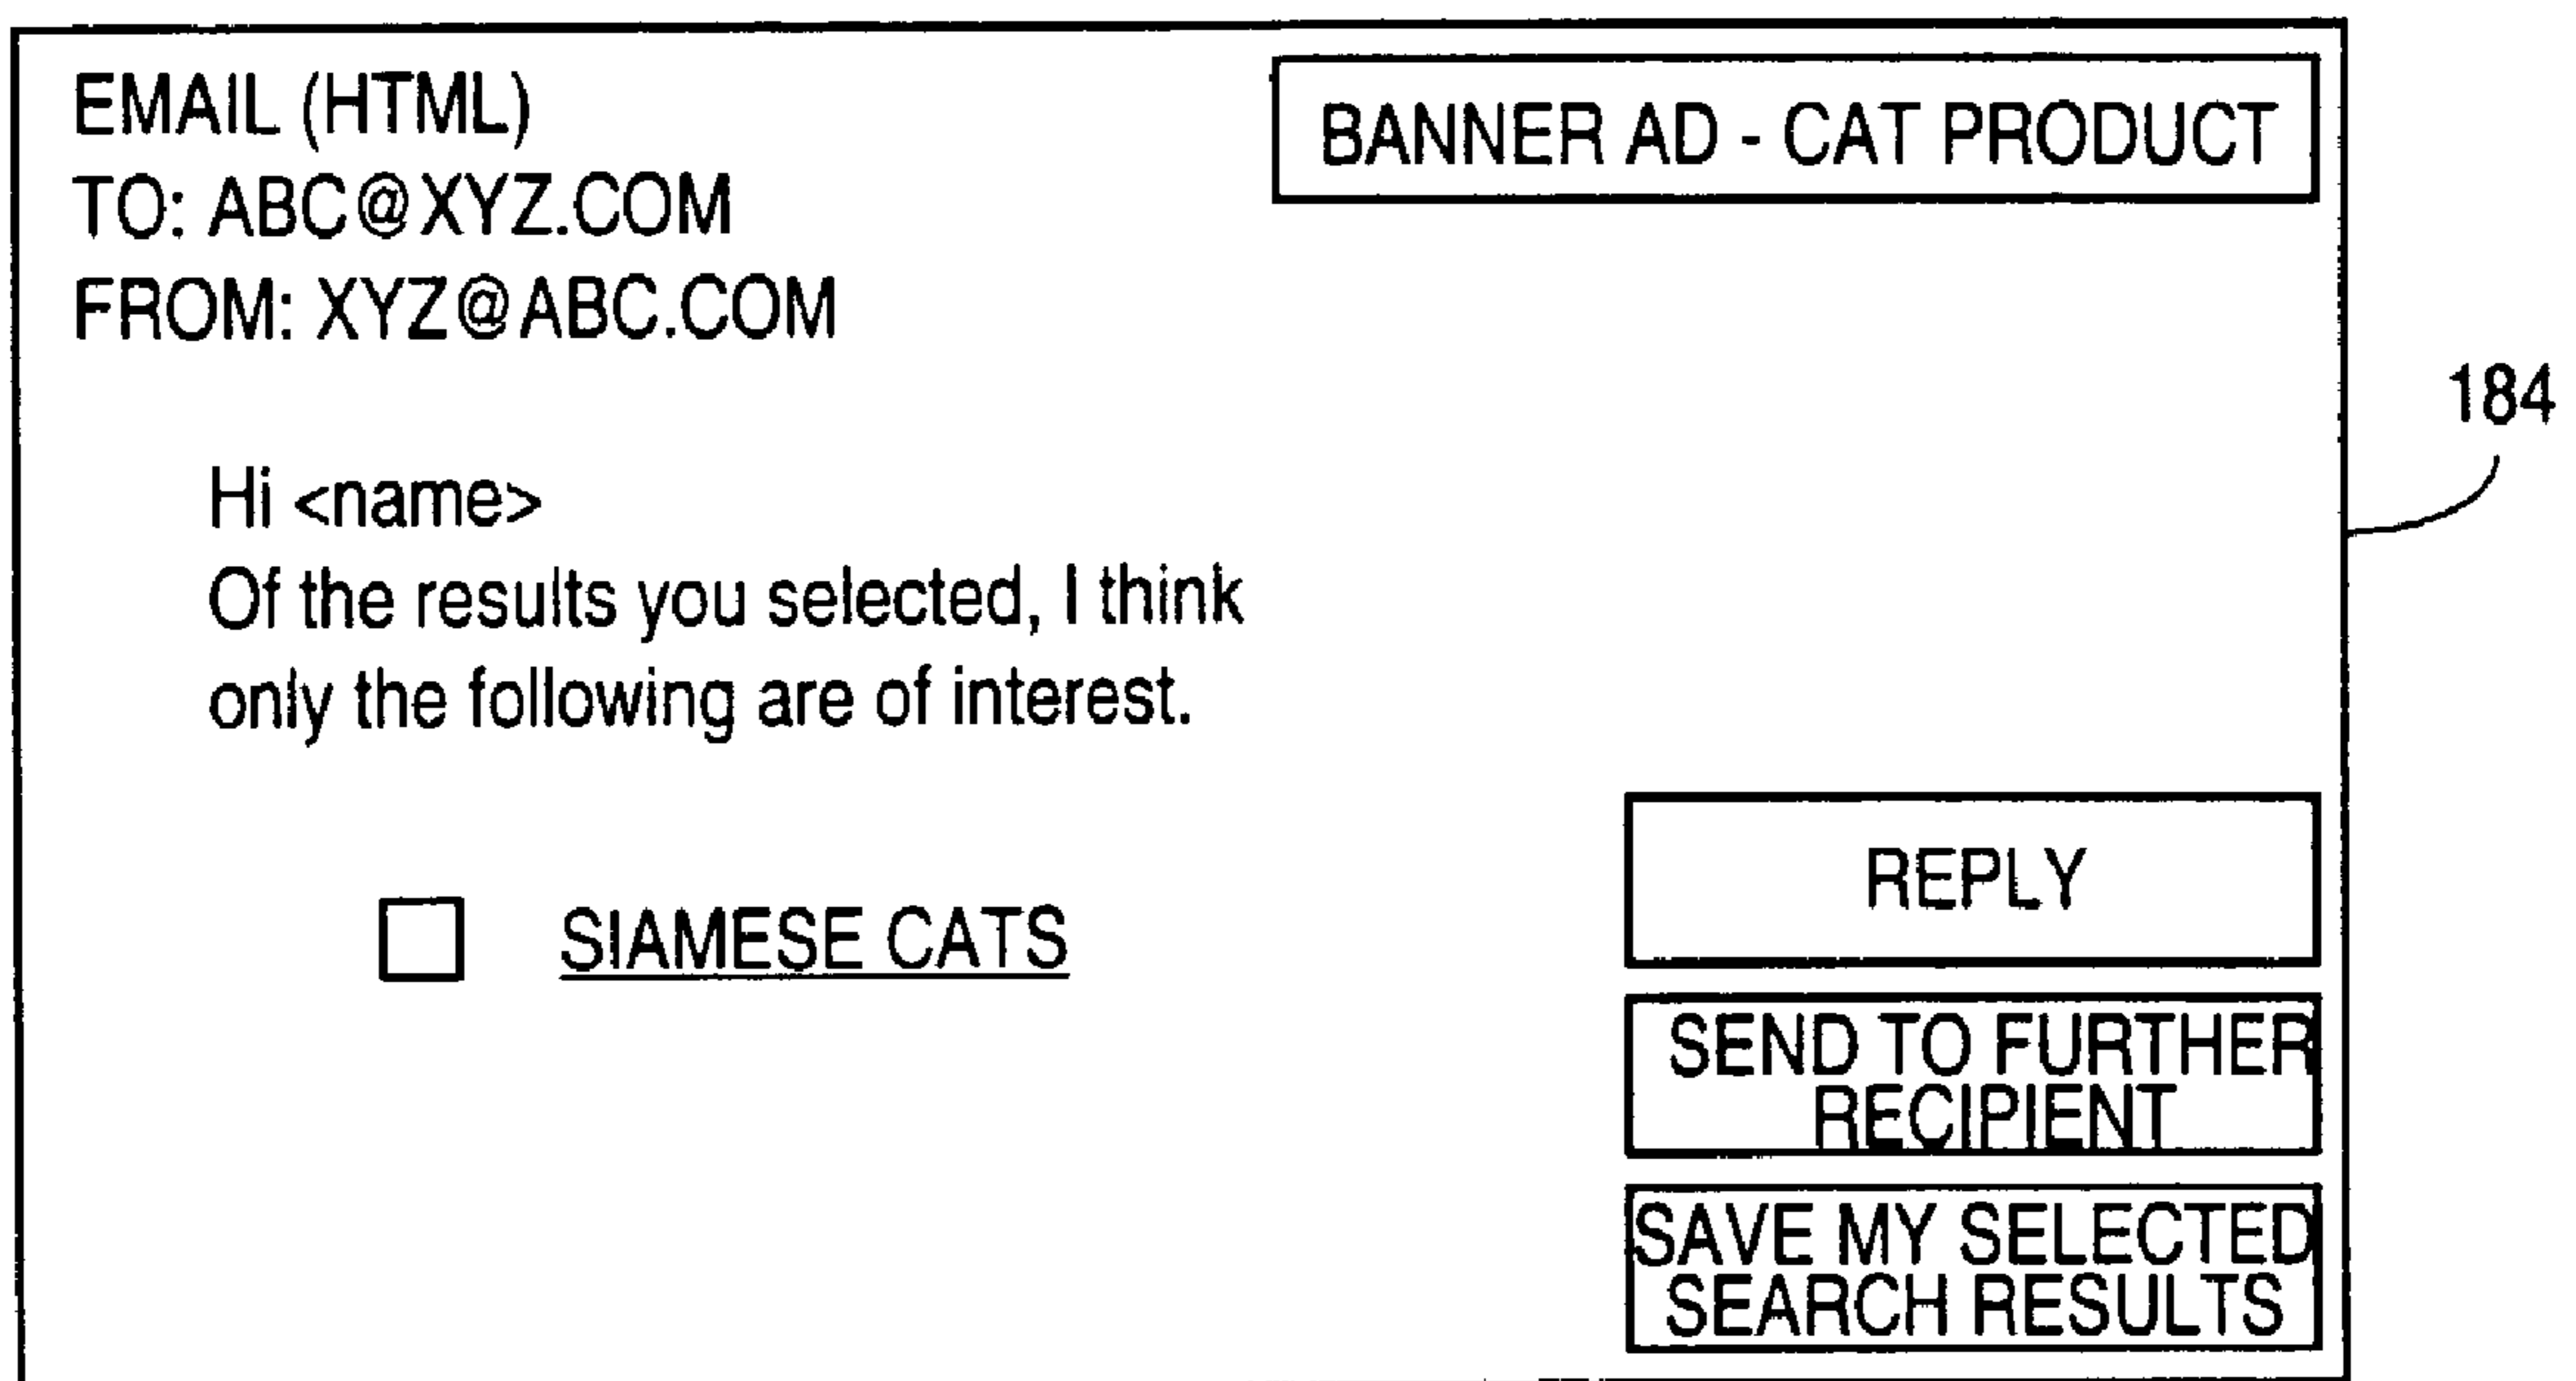 EMAIL (HTML)
TO: ABC@XYZ.COM
FROM: XYZ@ABC.COM
BANNER AD - CAT PRODUCT
184
Hi <name>
Of the results you selected, I think
only the following are of interest.
SIAMESE CATS
REPLY
SEND TO FURTHER
RECIPIENT
SAVE MY SELECTED
SEARCH RESULTS